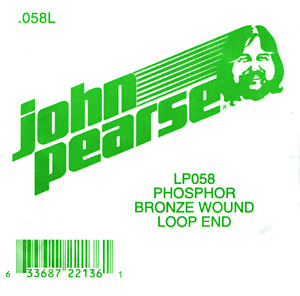 .058L
john
pearse
R
LP058
PHOSPHOR
BRONZE WOUND
LOOP END
6 33687 22136 1